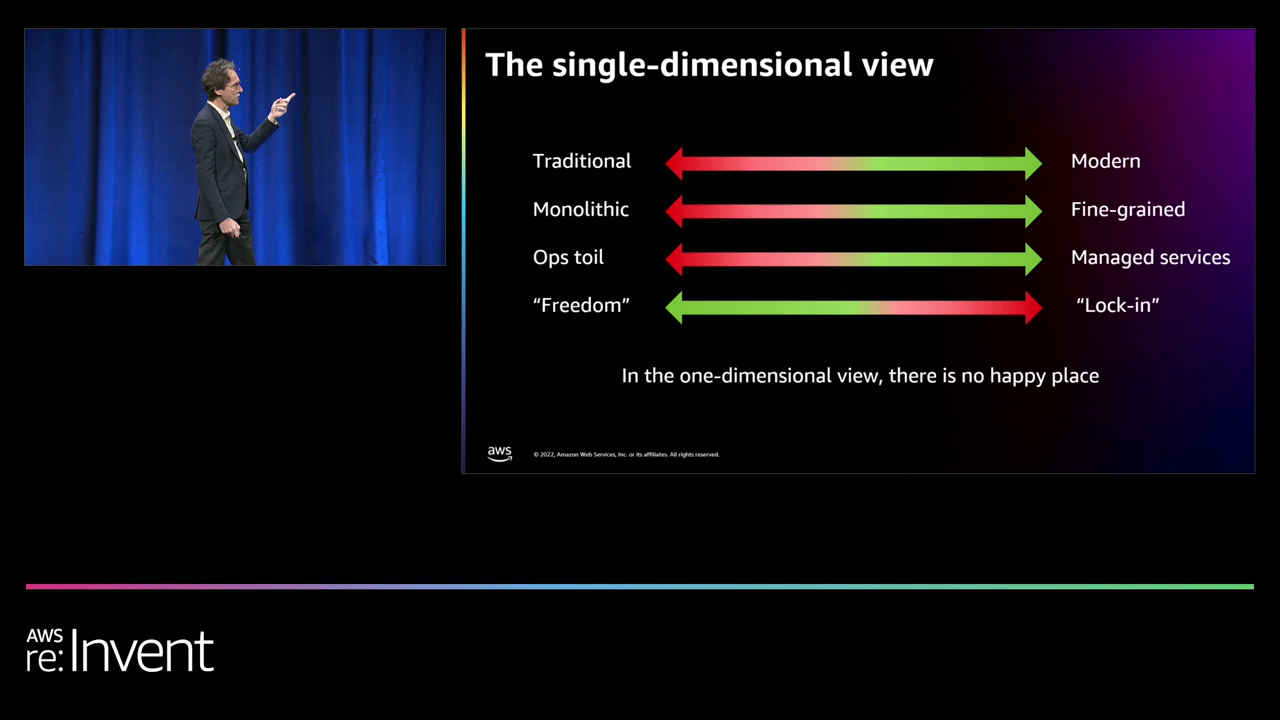 The single-dimensional view
Traditional Modern
Monolithic Fine-grained
Ops toil Managed services
“Freedom” “Lock-in”
In the one-dimensional view, there is no happy place
aws © 2022, Amazon Web Services, Inc. or its affiliates. All rights reserved.
AWS
re:Invent